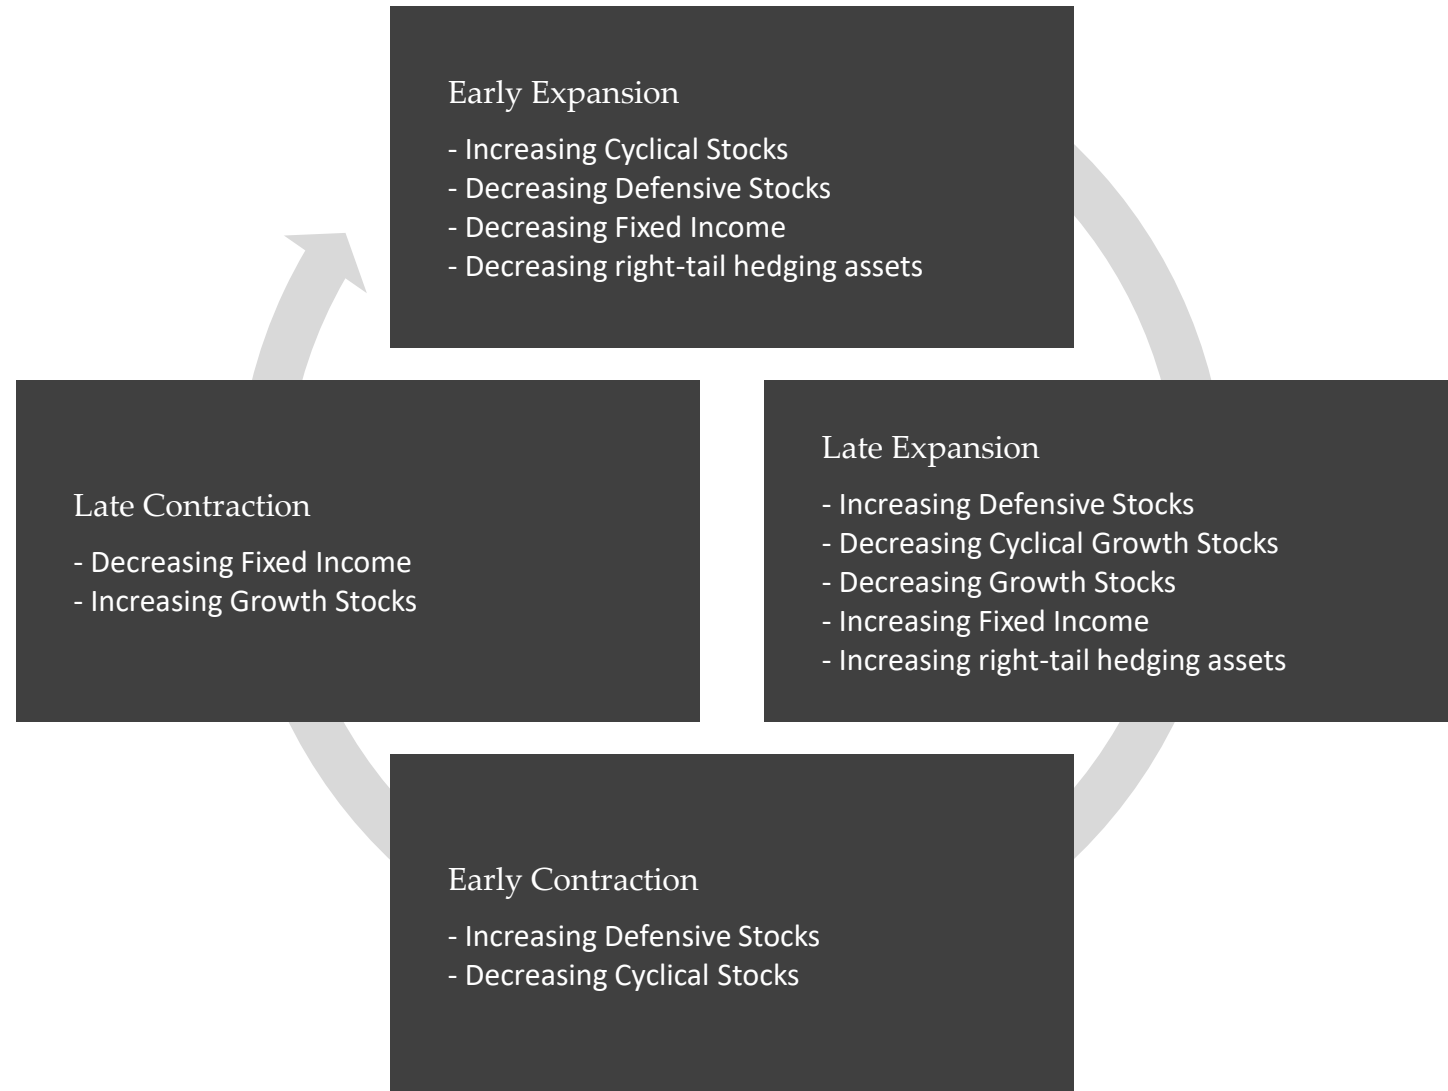 Early Expansion
- Increasing Cyclical Stocks
- Decreasing Defensive Stocks
- Decreasing Fixed Income
- Decreasing right-tail hedging assets
Late Expansion
- Increasing Defensive Stocks
- Decreasing Cyclical Growth Stocks
- Decreasing Growth Stocks
- Increasing Fixed Income
- Increasing right-tail hedging assets
Early Contraction
- Increasing Defensive Stocks
- Decreasing Cyclical Stocks
Late Contraction
- Decreasing Fixed Income
- Increasing Growth Stocks